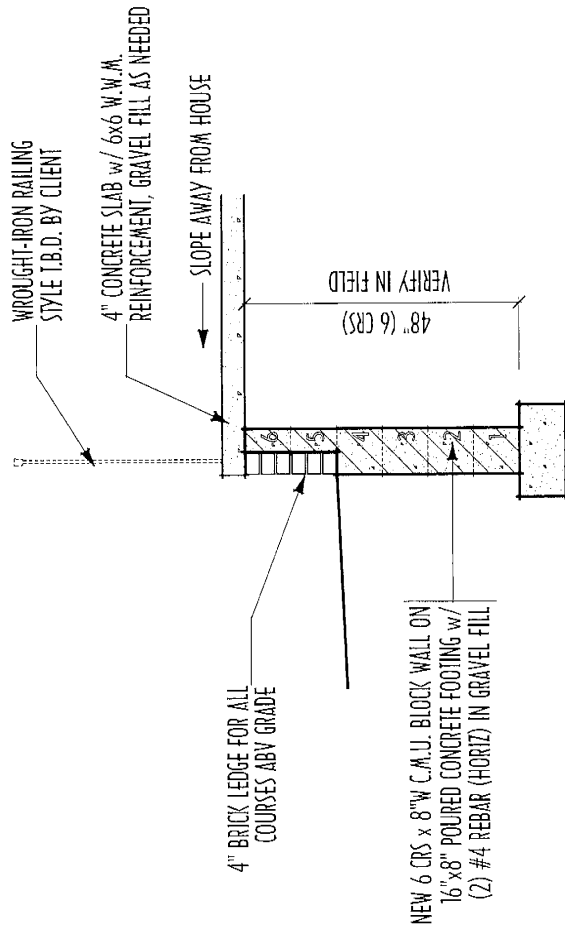 WROUGHT-IRON RAILING
STYLE T.B.D. BY CLIENT
4" CONCRETE SLAB w/ 6x6 W.W.M.
REINFORCEMENT, GRAVEL FILL AS NEEDED
SLOPE AWAY FROM HOUSE
4" BRICK LEDGE FOR ALL
COURSES ABV GRADE
6
5
4
3
2
1
48" (6 CRS)
VERIFY IN FIELD
NEW 6 CRS x 8"W C.M.U. BLOCK WALL ON
16"x8" POURED CONCRETE FOOTING w/
(2) #4 REBAR (HORIZ) IN GRAVEL FILL